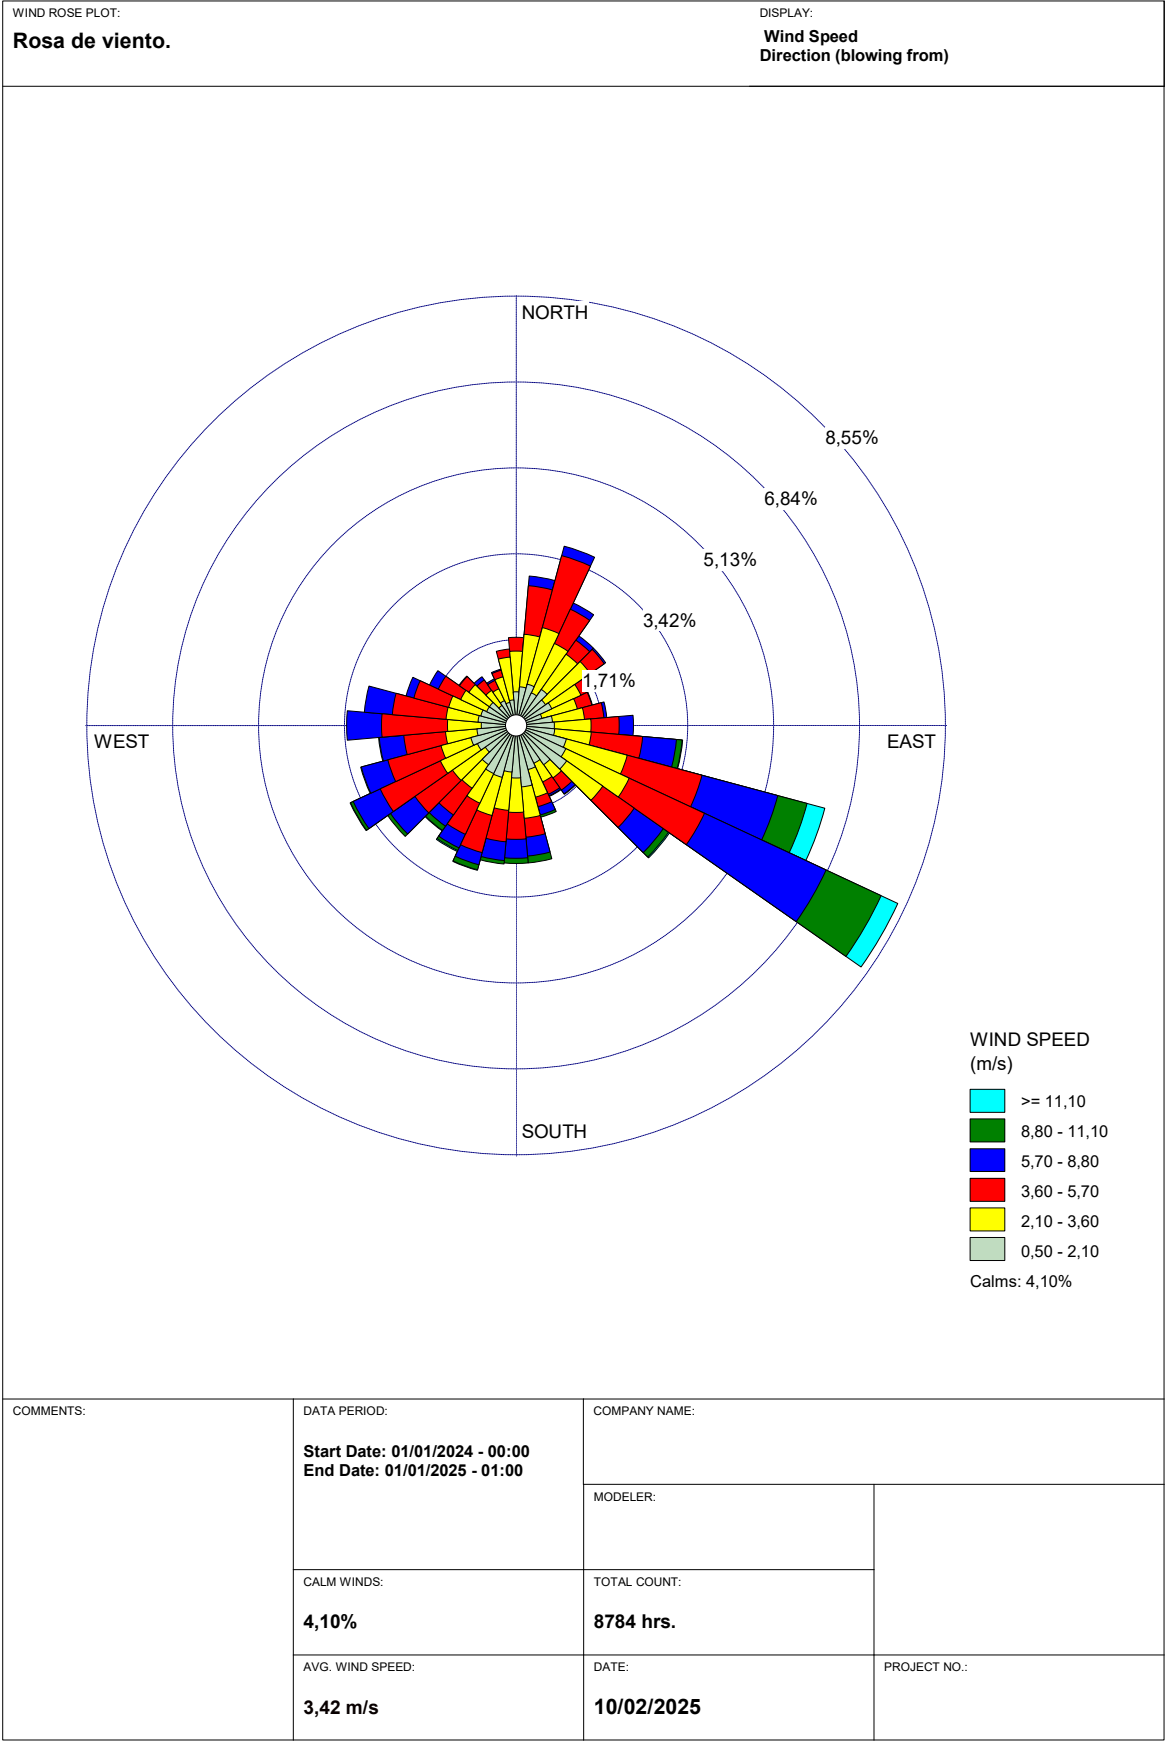 WIND ROSE PLOT:
Rosa de viento.
DISPLAY:
Wind Speed
Direction (blowing from)
NORTH
8,55%
6,84%
5,13%
3,42%
1,71%
WEST
EAST
SOUTH
WIND SPEED
(m/s)
>= 11,10
8,80 - 11,10
5,70 - 8,80
3,60 - 5,70
2,10 - 3,60
0,50 - 2,10
Calms: 4,10%
COMMENTS:
DATA PERIOD:
Start Date: 01/01/2024 - 00:00
End Date: 01/01/2025 - 01:00
COMPANY NAME:
MODELER:
CALM WINDS:
4,10%
TOTAL COUNT:
8784 hrs.
AVG. WIND SPEED:
3,42 m/s
DATE:
10/02/2025
PROJECT NO.: